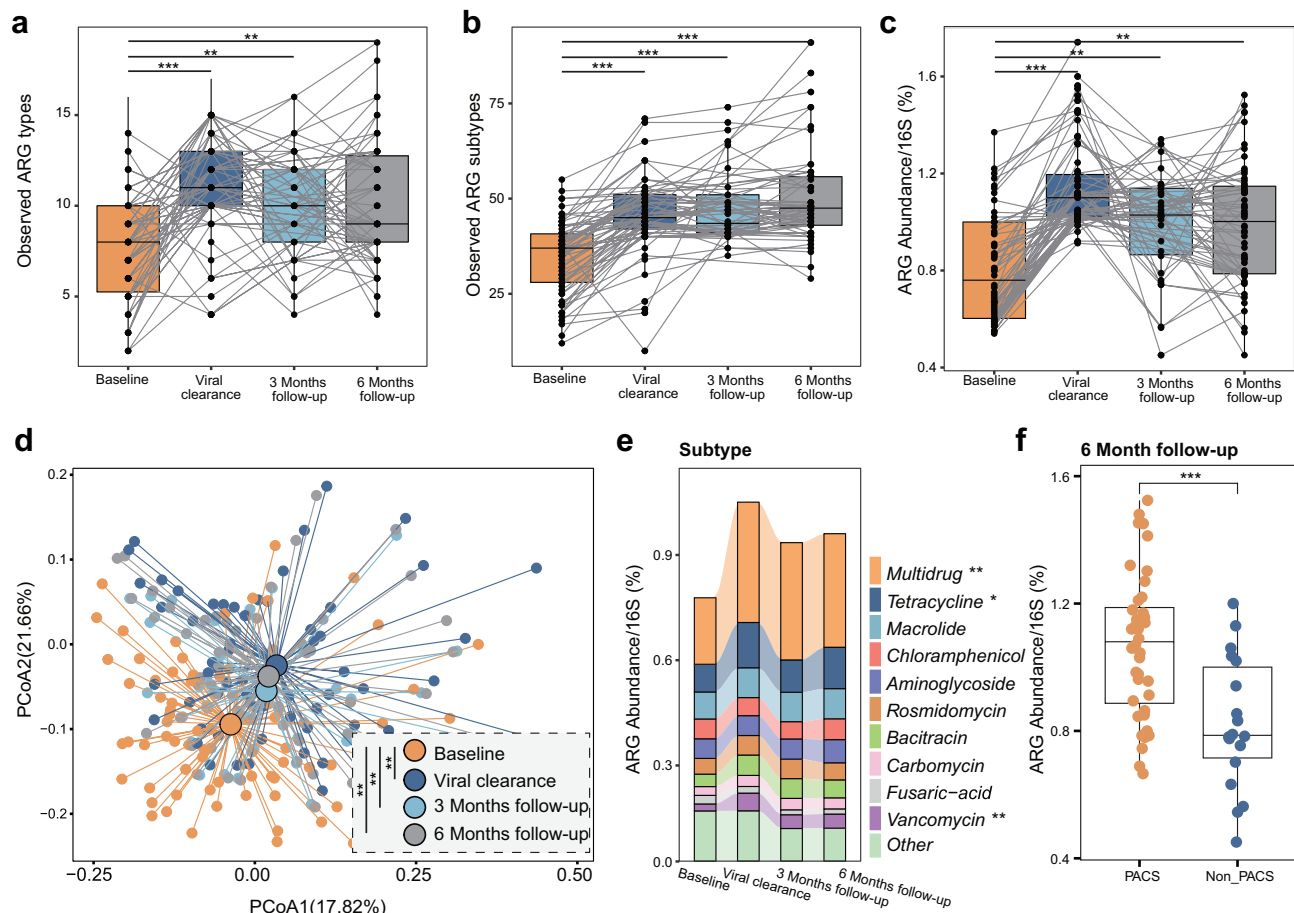 a
Observed ARG types
15
10
5
***
**
**
Baseline
Viral
clearance
3 Months
follow-up
6 Months
follow-up
b
Observed ARG subtypes
75
50
25
***
***
***
Baseline
Viral
clearance
3 Months
follow-up
6 Months
follow-up
c
ARG Abundance/16S (%)
1.6
1.2
0.8
0.4
***
**
**
Baseline
Viral
clearance
3 Months
follow-up
6 Months
follow-up
d
PCoA2(21.66%)
0.2
0.1
0.0
−0.1
−0.2
−0.25
0.00
0.25
0.50
PCoA1(17.82%)
**
**
**
Baseline
Viral clearance
3 Months follow-up
6 Months follow-up
e
Subtype
ARG Abundance/16S (%)
0.9
0.6
0.3
0.0
Baseline
Viral clearance
3 Months follow-up
6 Months follow-up
Multidrug **
Tetracycline *
Macrolide
Chloramphenicol
Aminoglycoside
Rosmidomycin
Bacitracin
Carbomycin
Fusaric−acid
Vancomycin **
Other
f
6 Month follow-up
ARG Abundance/16S (%)
1.6
1.2
0.8
0.4
***
PACS
Non_PACS